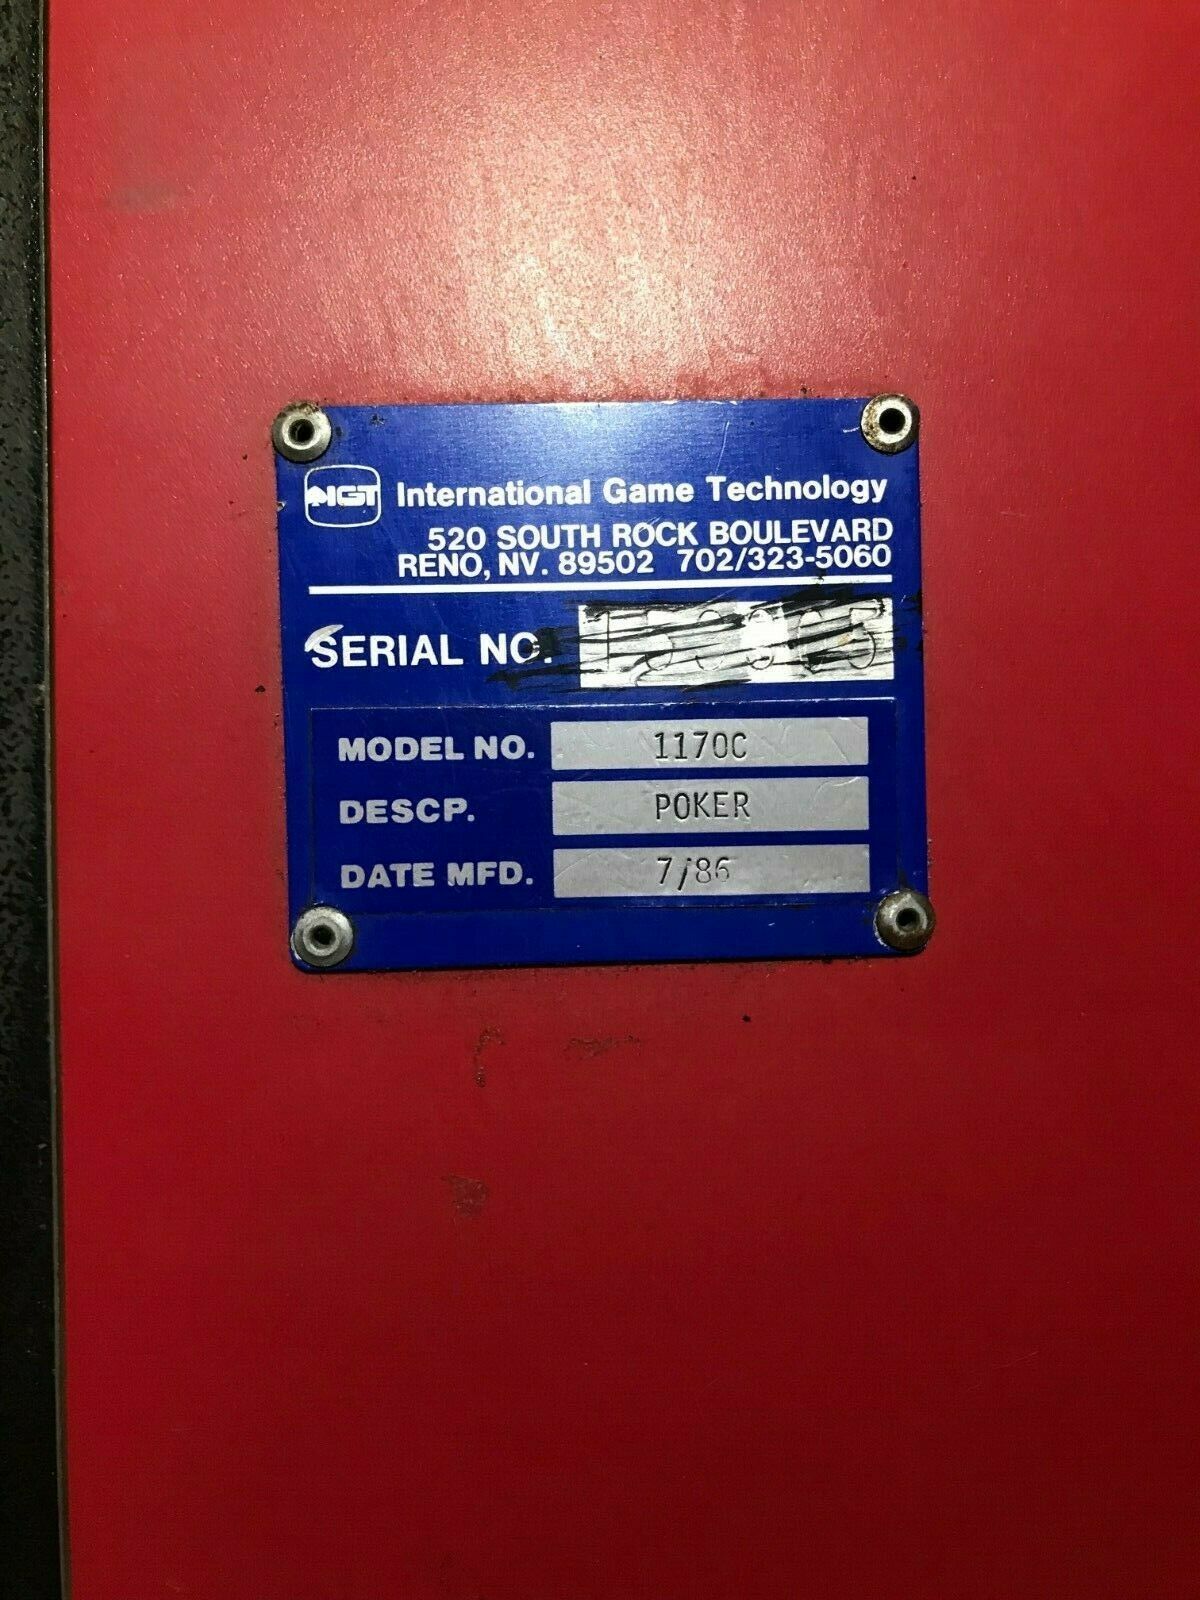 IGT International Game Technology
520 SOUTH ROCK BOULEVARD
RENO, NV. 89502 702/323-5060
SERIAL NO.
MODEL NO. 1170C
DESCP. POKER
DATE MFD. 7/86